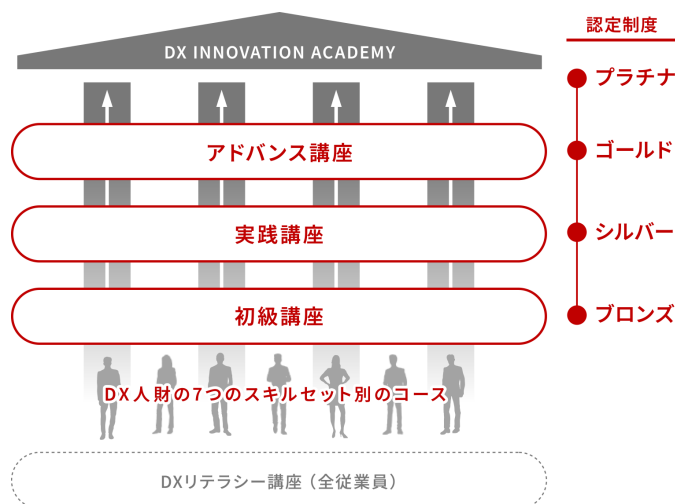 DX INNOVATION ACADEMY
認定制度
プラチナ
アドバンス講座
ゴールド
実践講座
シルバー
初級講座
ブロンズ
DX人財の7つのスキルセット別のコース
DXリテラシー講座（全従業員）